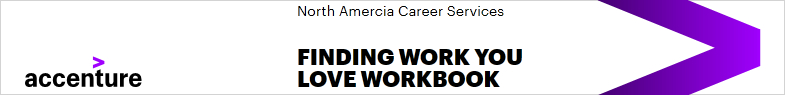 North Amercia Career Services
FINDING WORK YOU
LOVE WORKBOOK
accenture